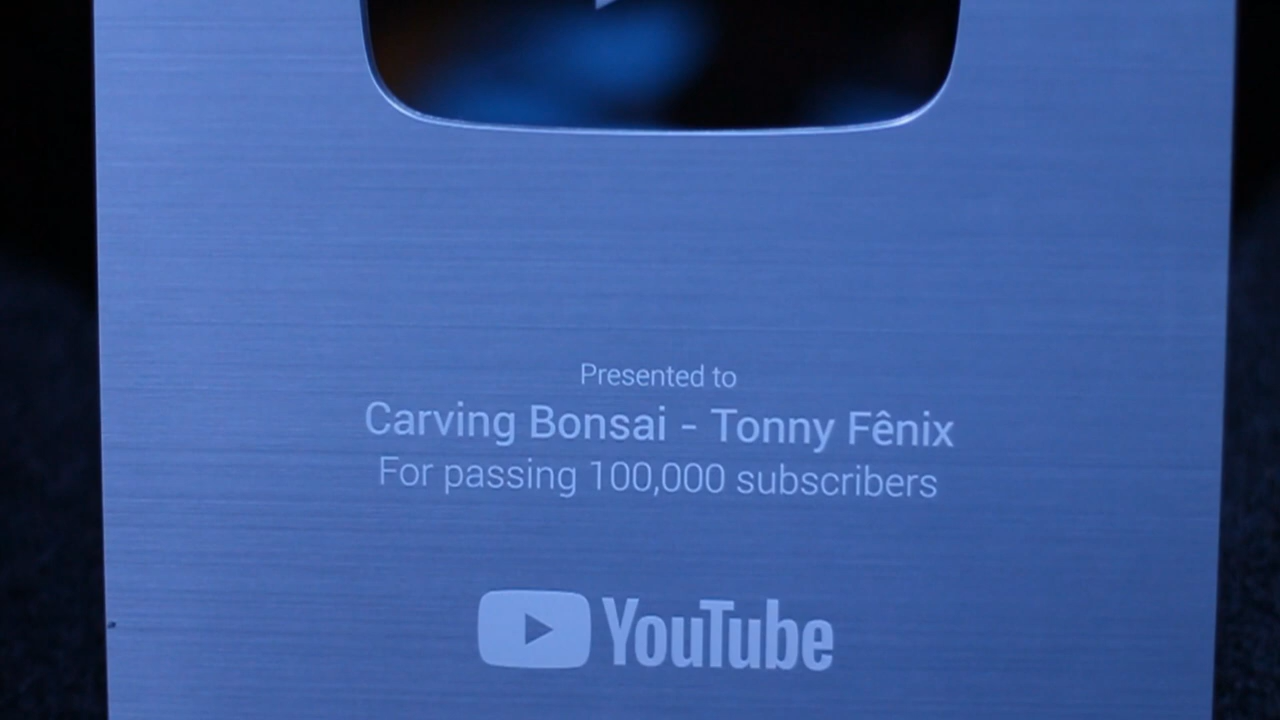 Presented to
Carving Bonsai - Tonny Fênix
For passing 100,000 subscribers
YouTube